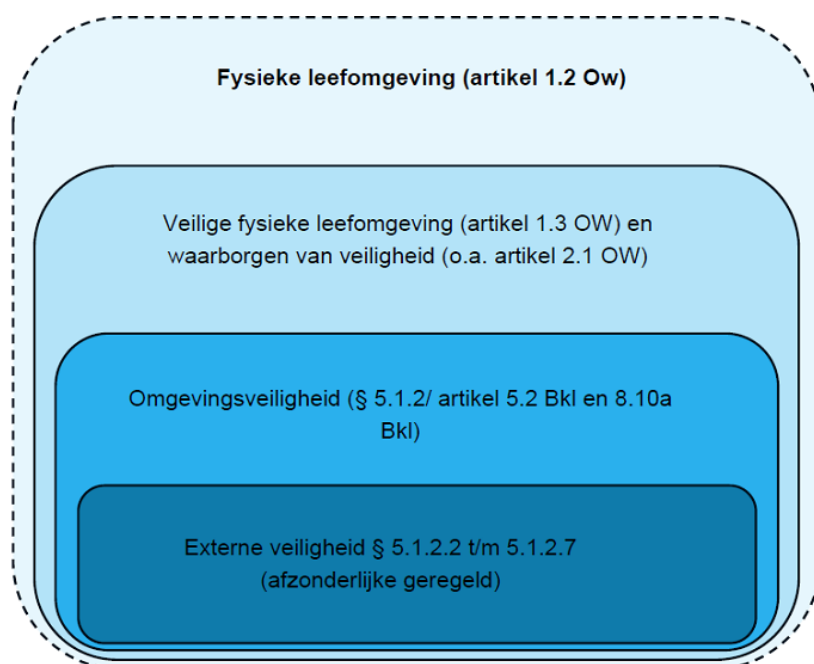 Fysieke leefomgeving (artikel 1.2 Ow)
Veilige fysieke leefomgeving (artikel 1.3 OW) en
waarborgen van veiligheid (o.a. artikel 2.1 OW)
Omgevingsveiligheid (§ 5.1.2/ artikel 5.2 Bkl en 8.10a
Bkl)
Externe veiligheid § 5.1.2.2 t/m 5.1.2.7
(afzonderlijke geregeld)